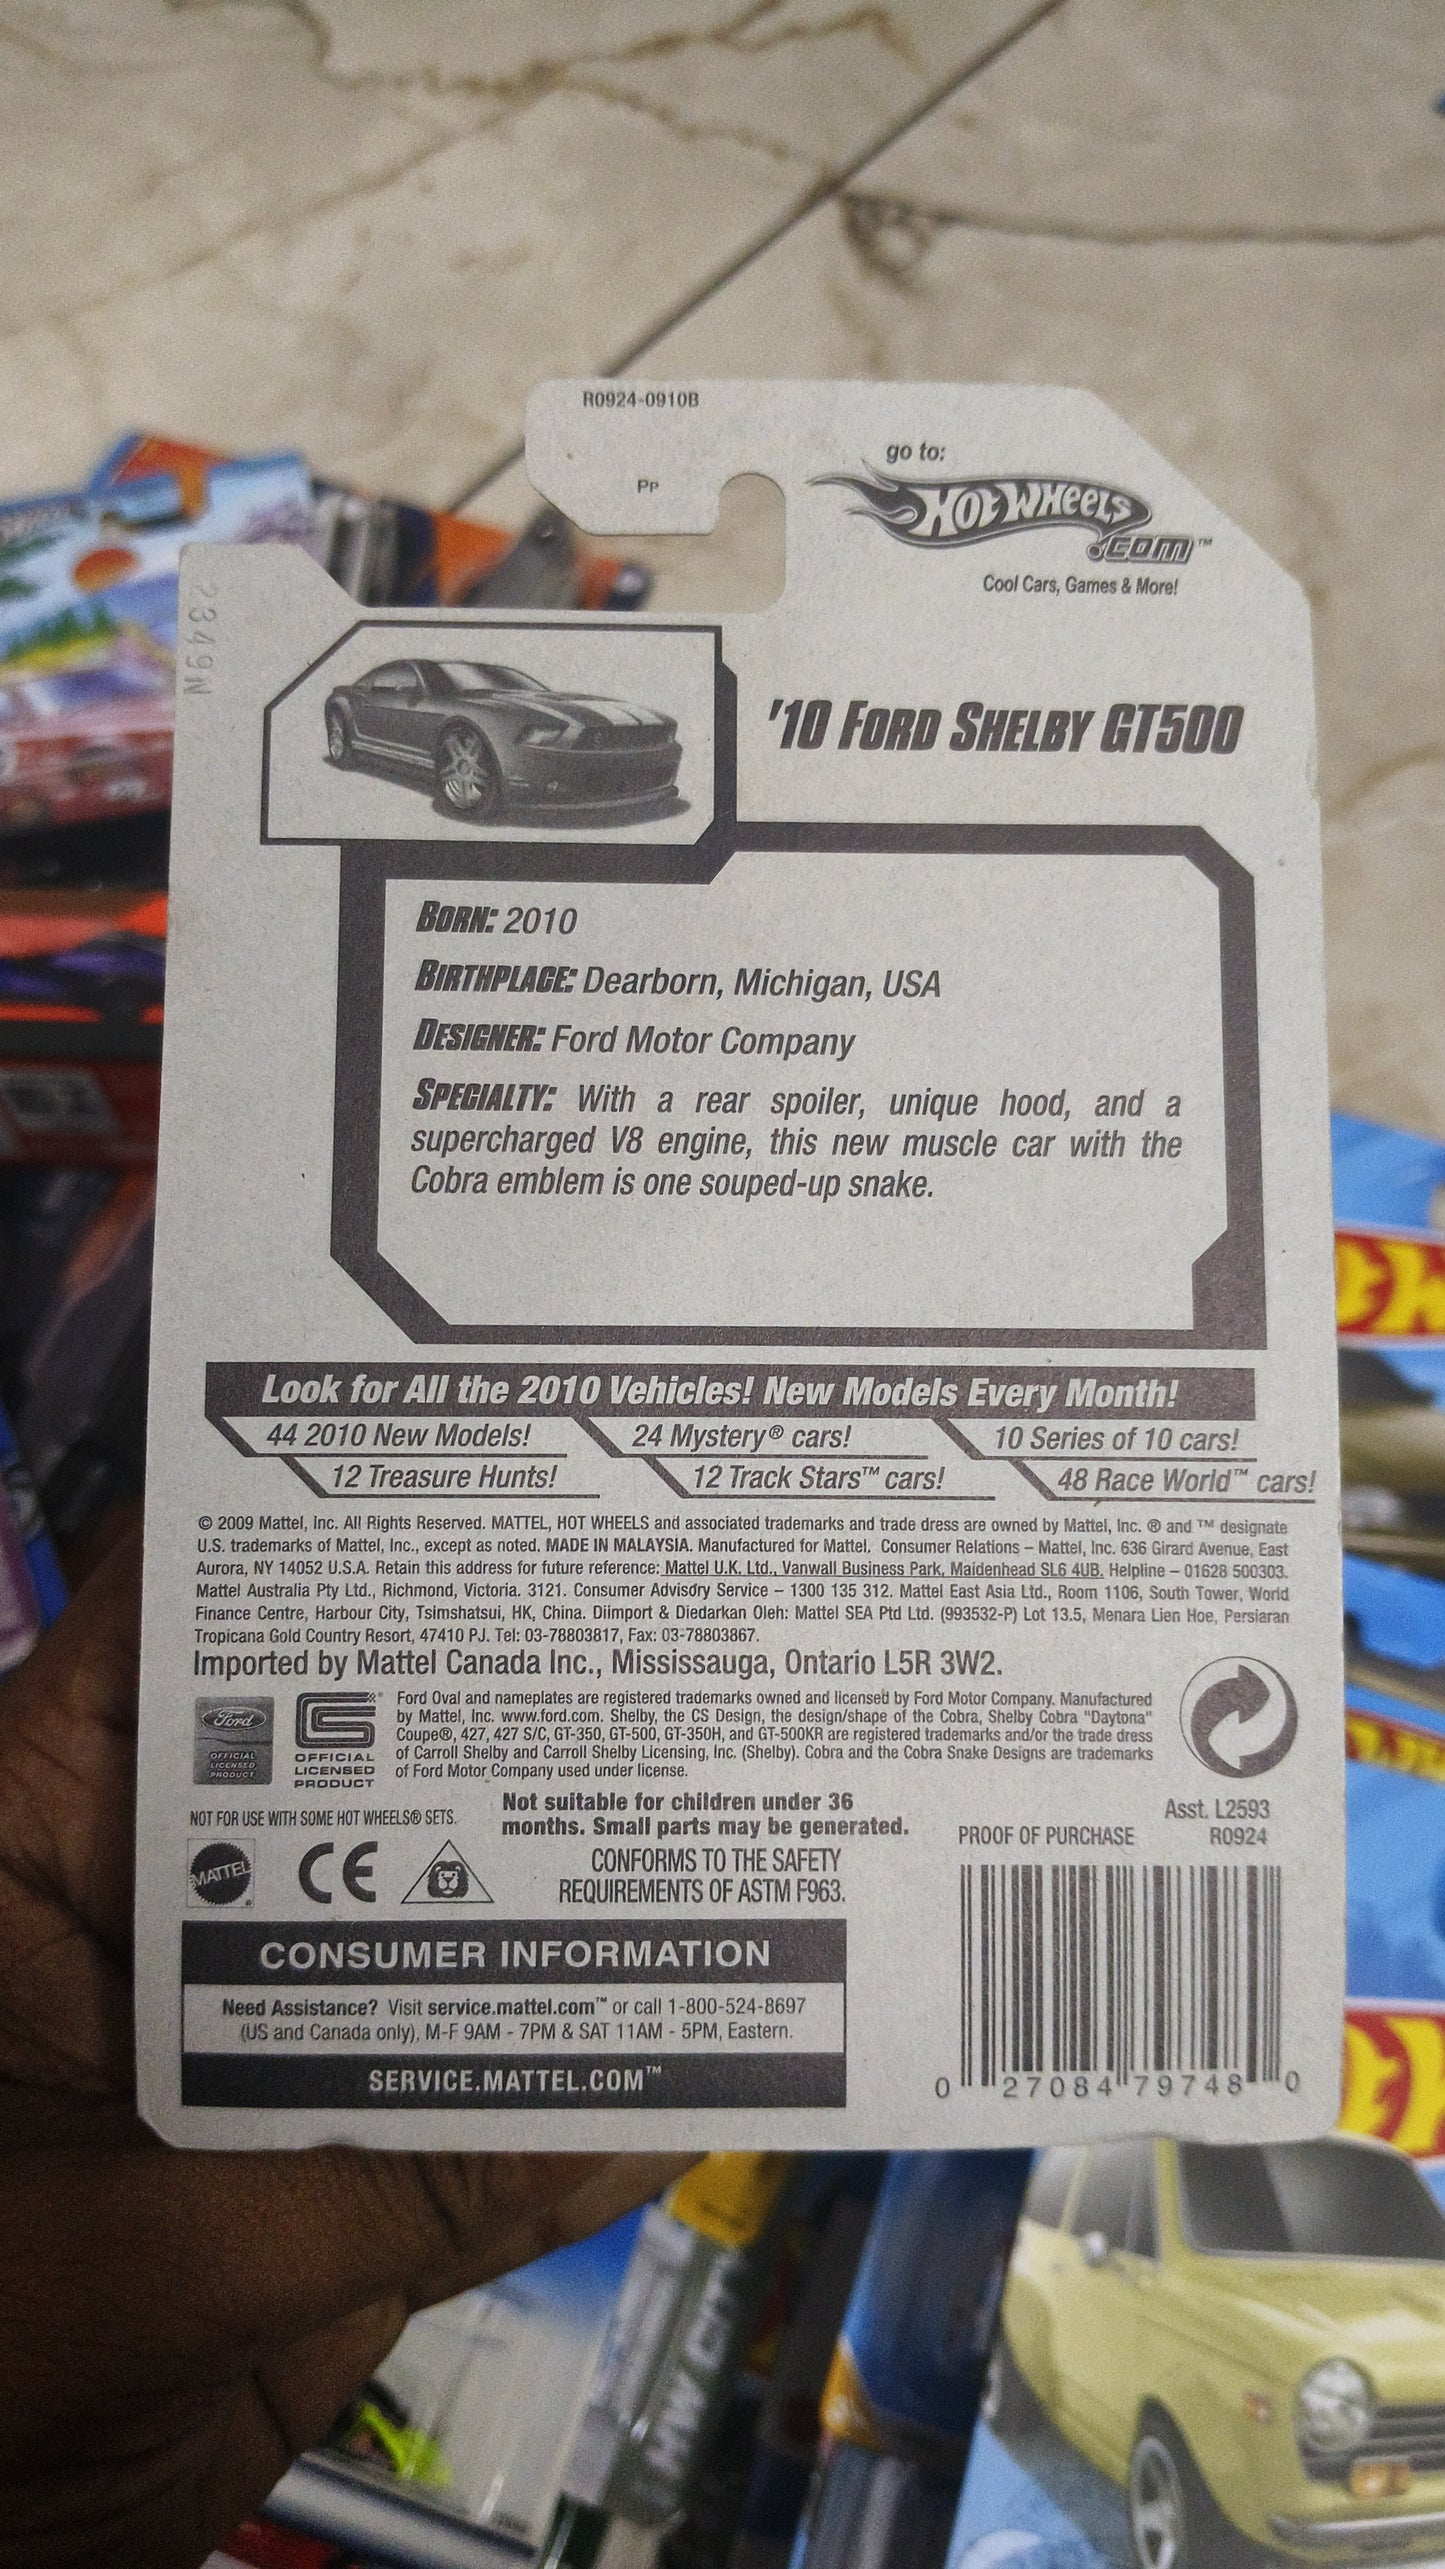 R0924-0910B
PP
go to:
HOT WHEELS
.COM™
Cool Cars, Games & More!
2349N
'10 FORD SHELBY GT500
BORN: 2010
BIRTHPLACE: Dearborn, Michigan, USA
DESIGNER: Ford Motor Company
SPECIALTY: With a rear spoiler, unique hood, and a
supercharged V8 engine, this new muscle car with the
Cobra emblem is one souped-up snake.
Look for All the 2010 Vehicles! New Models Every Month!
44 2010 New Models! 24 Mystery® cars! 10 Series of 10 cars!
12 Treasure Hunts! 12 Track Stars™ cars! 48 Race World™ cars!
© 2009 Mattel, Inc. All Rights Reserved. MATTEL, HOT WHEELS and associated trademarks and trade dress are owned by Mattel, Inc. ® and ™ designate
U.S. trademarks of Mattel, Inc., except as noted. MADE IN MALAYSIA. Manufactured for Mattel. Consumer Relations – Mattel, Inc. 636 Girard Avenue, East
Aurora, NY 14052 U.S.A. Retain this address for future reference: Mattel U.K. Ltd., Vanwall Business Park, Maidenhead SL6 4UB. Helpline – 01628 500303.
Mattel Australia Pty Ltd., Richmond, Victoria. 3121. Consumer Advisory Service – 1300 135 312. Mattel East Asia Ltd., Room 1106, South Tower, World
Finance Centre, Harbour City, Tsimshatsui, HK, China. Diimport & Diedarkan Oleh: Mattel SEA Ptd Ltd. (993532-P) Lot 13.5, Menara Lien Hoe, Persiaran
Tropicana Gold Country Resort, 47410 PJ. Tel: 03-78803817, Fax: 03-78803867.
Imported by Mattel Canada Inc., Mississauga, Ontario L5R 3W2.
Ford
OFFICIAL
LICENSED
PRODUCT
OFFICIAL
LICENSED
PRODUCT
Ford Oval and nameplates are registered trademarks owned and licensed by Ford Motor Company. Manufactured
by Mattel, Inc. www.ford.com. Shelby, the CS Design, the design/shape of the Cobra, Shelby Cobra "Daytona"
Coupe®, 427, 427 S/C, GT-350, GT-500, GT-350H, and GT-500KR are registered trademarks and/or the trade dress
of Carroll Shelby and Carroll Shelby Licensing, Inc. (Shelby). Cobra and the Cobra Snake Designs are trademarks
of Ford Motor Company used under license.
NOT FOR USE WITH SOME HOT WHEELS® SETS.
Not suitable for children under 36
months. Small parts may be generated.
MATTEL
CE
CONFORMS TO THE SAFETY
REQUIREMENTS OF ASTM F963.
Asst. L2593
PROOF OF PURCHASE R0924
CONSUMER INFORMATION
Need Assistance? Visit service.mattel.com™ or call 1-800-524-8697
(US and Canada only), M-F 9AM - 7PM & SAT 11AM - 5PM, Eastern.
SERVICE.MATTEL.COM™
0 27084 79748 0
HW CITY